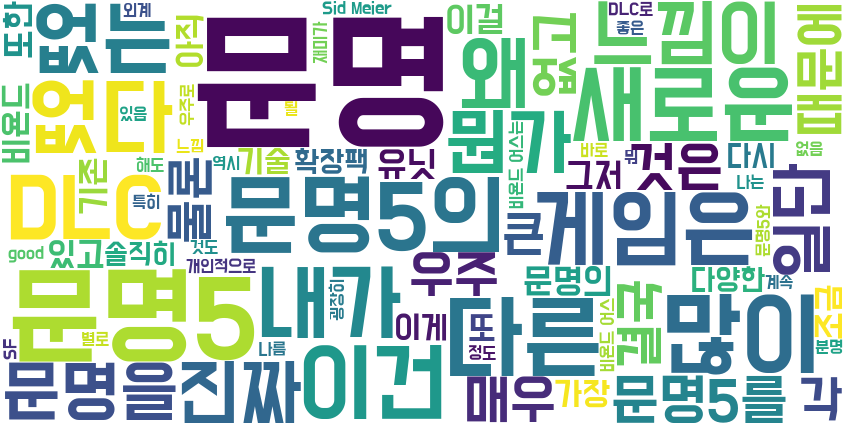 또한
없는
외계
문명
Sid Meier
재미가
이걸
DLC로
좋은
느낌
새로운
문명이
때문에
아직
왜
없고
비욘드
없다
있음
우주로
될
느낀
뭔가
바로
뭐
것은
없음
다시
나는
그저
DLC
기존
해도
특히
물론
역시
기술
확장팩
유닛
비욘드 어스는
문명5의
큰
게임은
문명5와
일단
good
있고
솔직히
것도
개인적으로
문명5
내가
굉장히
우주
문명의
다양한
계속
이게
또
정도
다른
비욘드 어스
결국
많이
조금
분명
SF
별로
나름
문명을
진짜
이건
매우
가장
문명5를
각